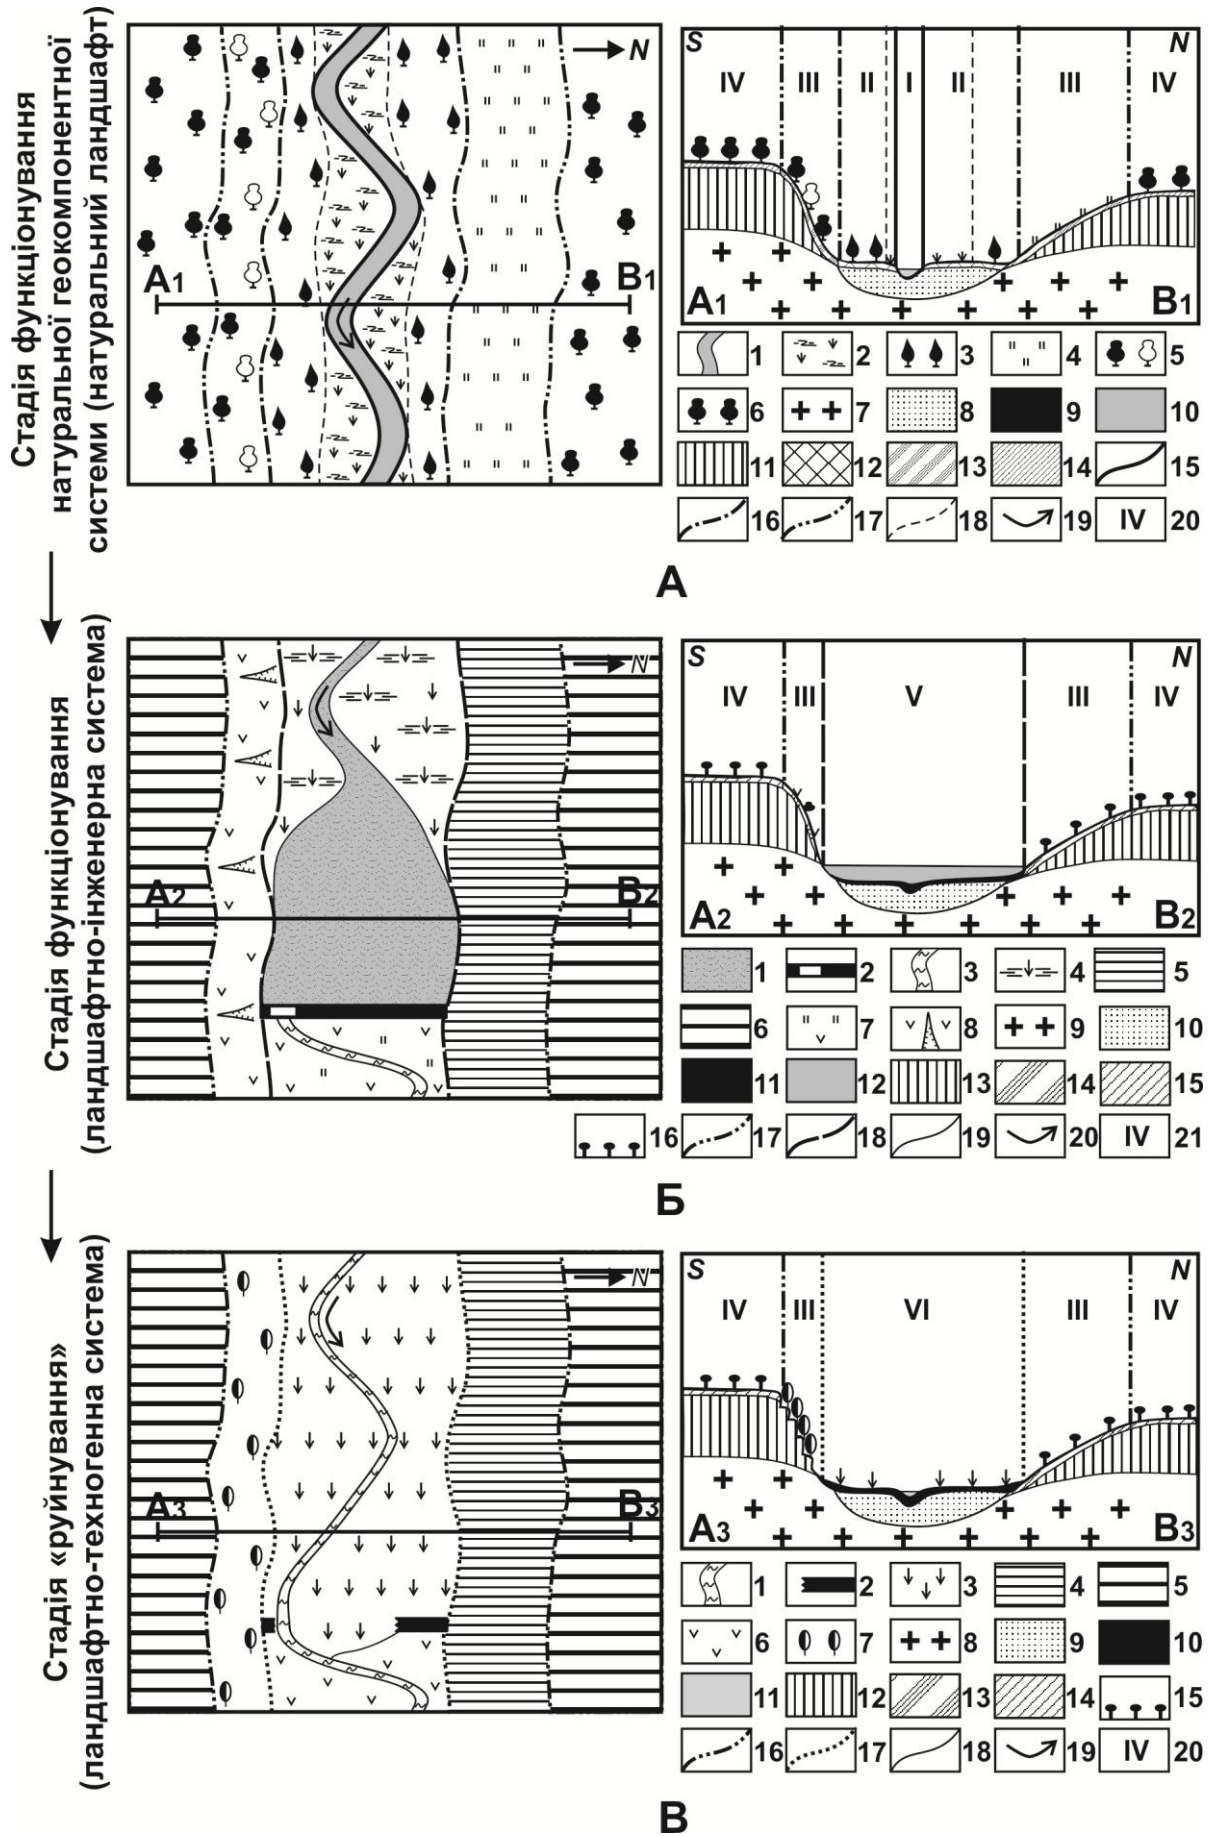 Стадія функціонування
натуральної геокомпонентної
системи (натуральний ландшафт)
N
A1 B1
S N
IV III II I II III IV
A1 B1
1 2 3 4 5
6 7 8 9 10
11 12 13 14 15
16 17 18 19 IV 20
А
Стадія функціонування
(ландшафтно-інженерна система)
N
A2 B2
S N
IV III V III IV
A2 B2
1 2 3 4 5
6 7 8 9 10
11 12 13 14 15
16 17 18 19 20 IV 21
Б
Стадія «руйнування»
(ландшафтно-техногенна система)
N
A3 B3
S N
IV III VI III IV
A3 B3
1 2 3 4 5
6 7 8 9 10
11 12 13 14 15
16 17 18 19 IV 20
В